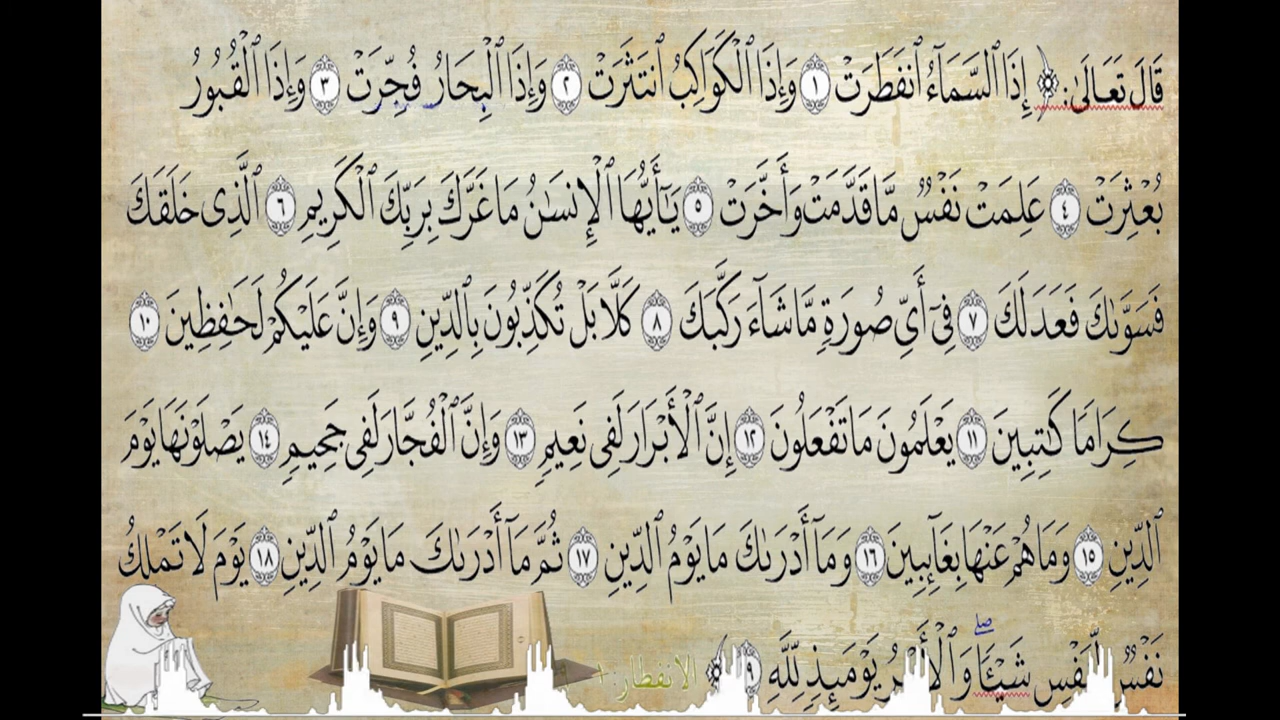 قَالَ تَعَالَىٰ: ﴿ إِذَا ٱلسَّمَآءُ ٱنفَطَرَتْ ١ وَإِذَا ٱلْكَوَاكِبُ ٱنتَثَرَتْ ٢ وَإِذَا ٱلْبِحَارُ فُجِّرَتْ ٣ وَإِذَا ٱلْقُبُورُ
بُعْثِرَتْ ٤ عَلِمَتْ نَفْسٌ مَّا قَدَّمَتْ وَأَخَّرَتْ ٥ يَـٰٓأَيُّهَا ٱلْإِنسَـٰنُ مَا غَرَّكَ بِرَبِّكَ ٱلْكَرِيمِ ٦ ٱلَّذِى خَلَقَكَ
فَسَوَّىٰكَ فَعَدَلَكَ ٧ فِىٓ أَىِّ صُورَةٍ مَّا شَآءَ رَكَّبَكَ ٨ كَلَّا بَلْ تُكَذِّبُونَ بِٱلدِّينِ ٩ وَإِنَّ عَلَيْكُمْ لَحَـٰفِظِينَ ١٠
كِرَامًا كَـٰتِبِينَ ١١ يَعْلَمُونَ مَا تَفْعَلُونَ ١٢ إِنَّ ٱلْأَبْرَارَ لَفِى نَعِيمٍ ١٣ وَإِنَّ ٱلْفُجَّارَ لَفِى جَحِيمٍ ١٤ يَصْلَوْنَهَا يَوْمَ
ٱلدِّينِ ١٥ وَمَا هُمْ عَنْهَا بِغَآئِبِينَ ١٦ وَمَآ أَدْرَىٰكَ مَا يَوْمُ ٱلدِّينِ ١٧ ثُمَّ مَآ أَدْرَىٰكَ مَا يَوْمُ ٱلدِّينِ ١٨ يَوْمَ لَا تَمْلِكُ
نَفْسٌ لِّنَفْسٍ شَيْـًٔا ۖ وَٱلْأَمْرُ يَوْمَئِذٍ لِّلَّهِ ١٩ ﴾ الانفطار: